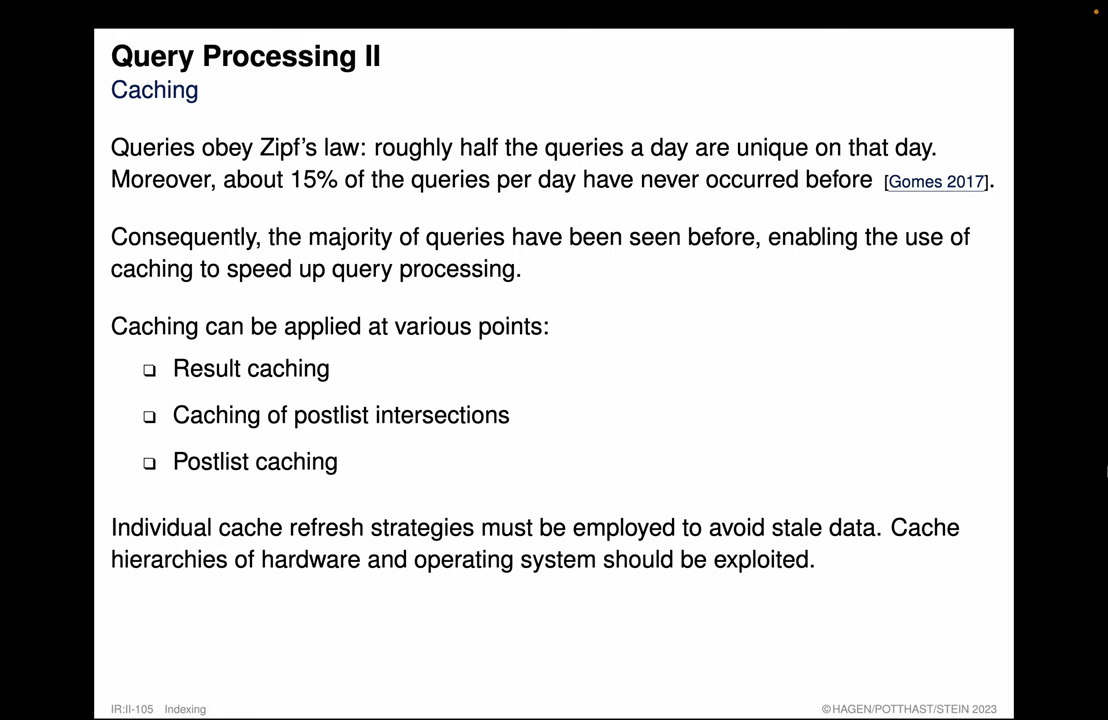 Query Processing II
Caching
Queries obey Zipf's law: roughly half the queries a day are unique on that day.
Moreover, about 15% of the queries per day have never occurred before [Gomes 2017].
Consequently, the majority of queries have been seen before, enabling the use of
caching to speed up query processing.
Caching can be applied at various points:
❏ Result caching
❏ Caching of postlist intersections
❏ Postlist caching
Individual cache refresh strategies must be employed to avoid stale data. Cache
hierarchies of hardware and operating system should be exploited.
IR:II-105 Indexing
©HAGEN/POTTHAST/STEIN 2023